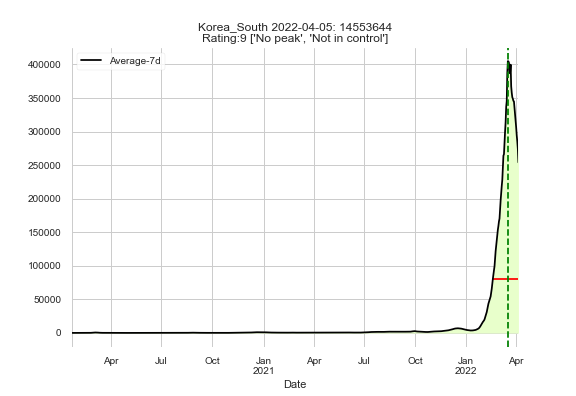 Korea_South 2022-04-05: 14553644
Rating:9 ['No peak', 'Not in control']
Average-7d
400000
350000
300000
250000
200000
150000
100000
50000
0
Apr Jul Oct Jan Apr Jul Oct Jan Apr
2021 2022
Date